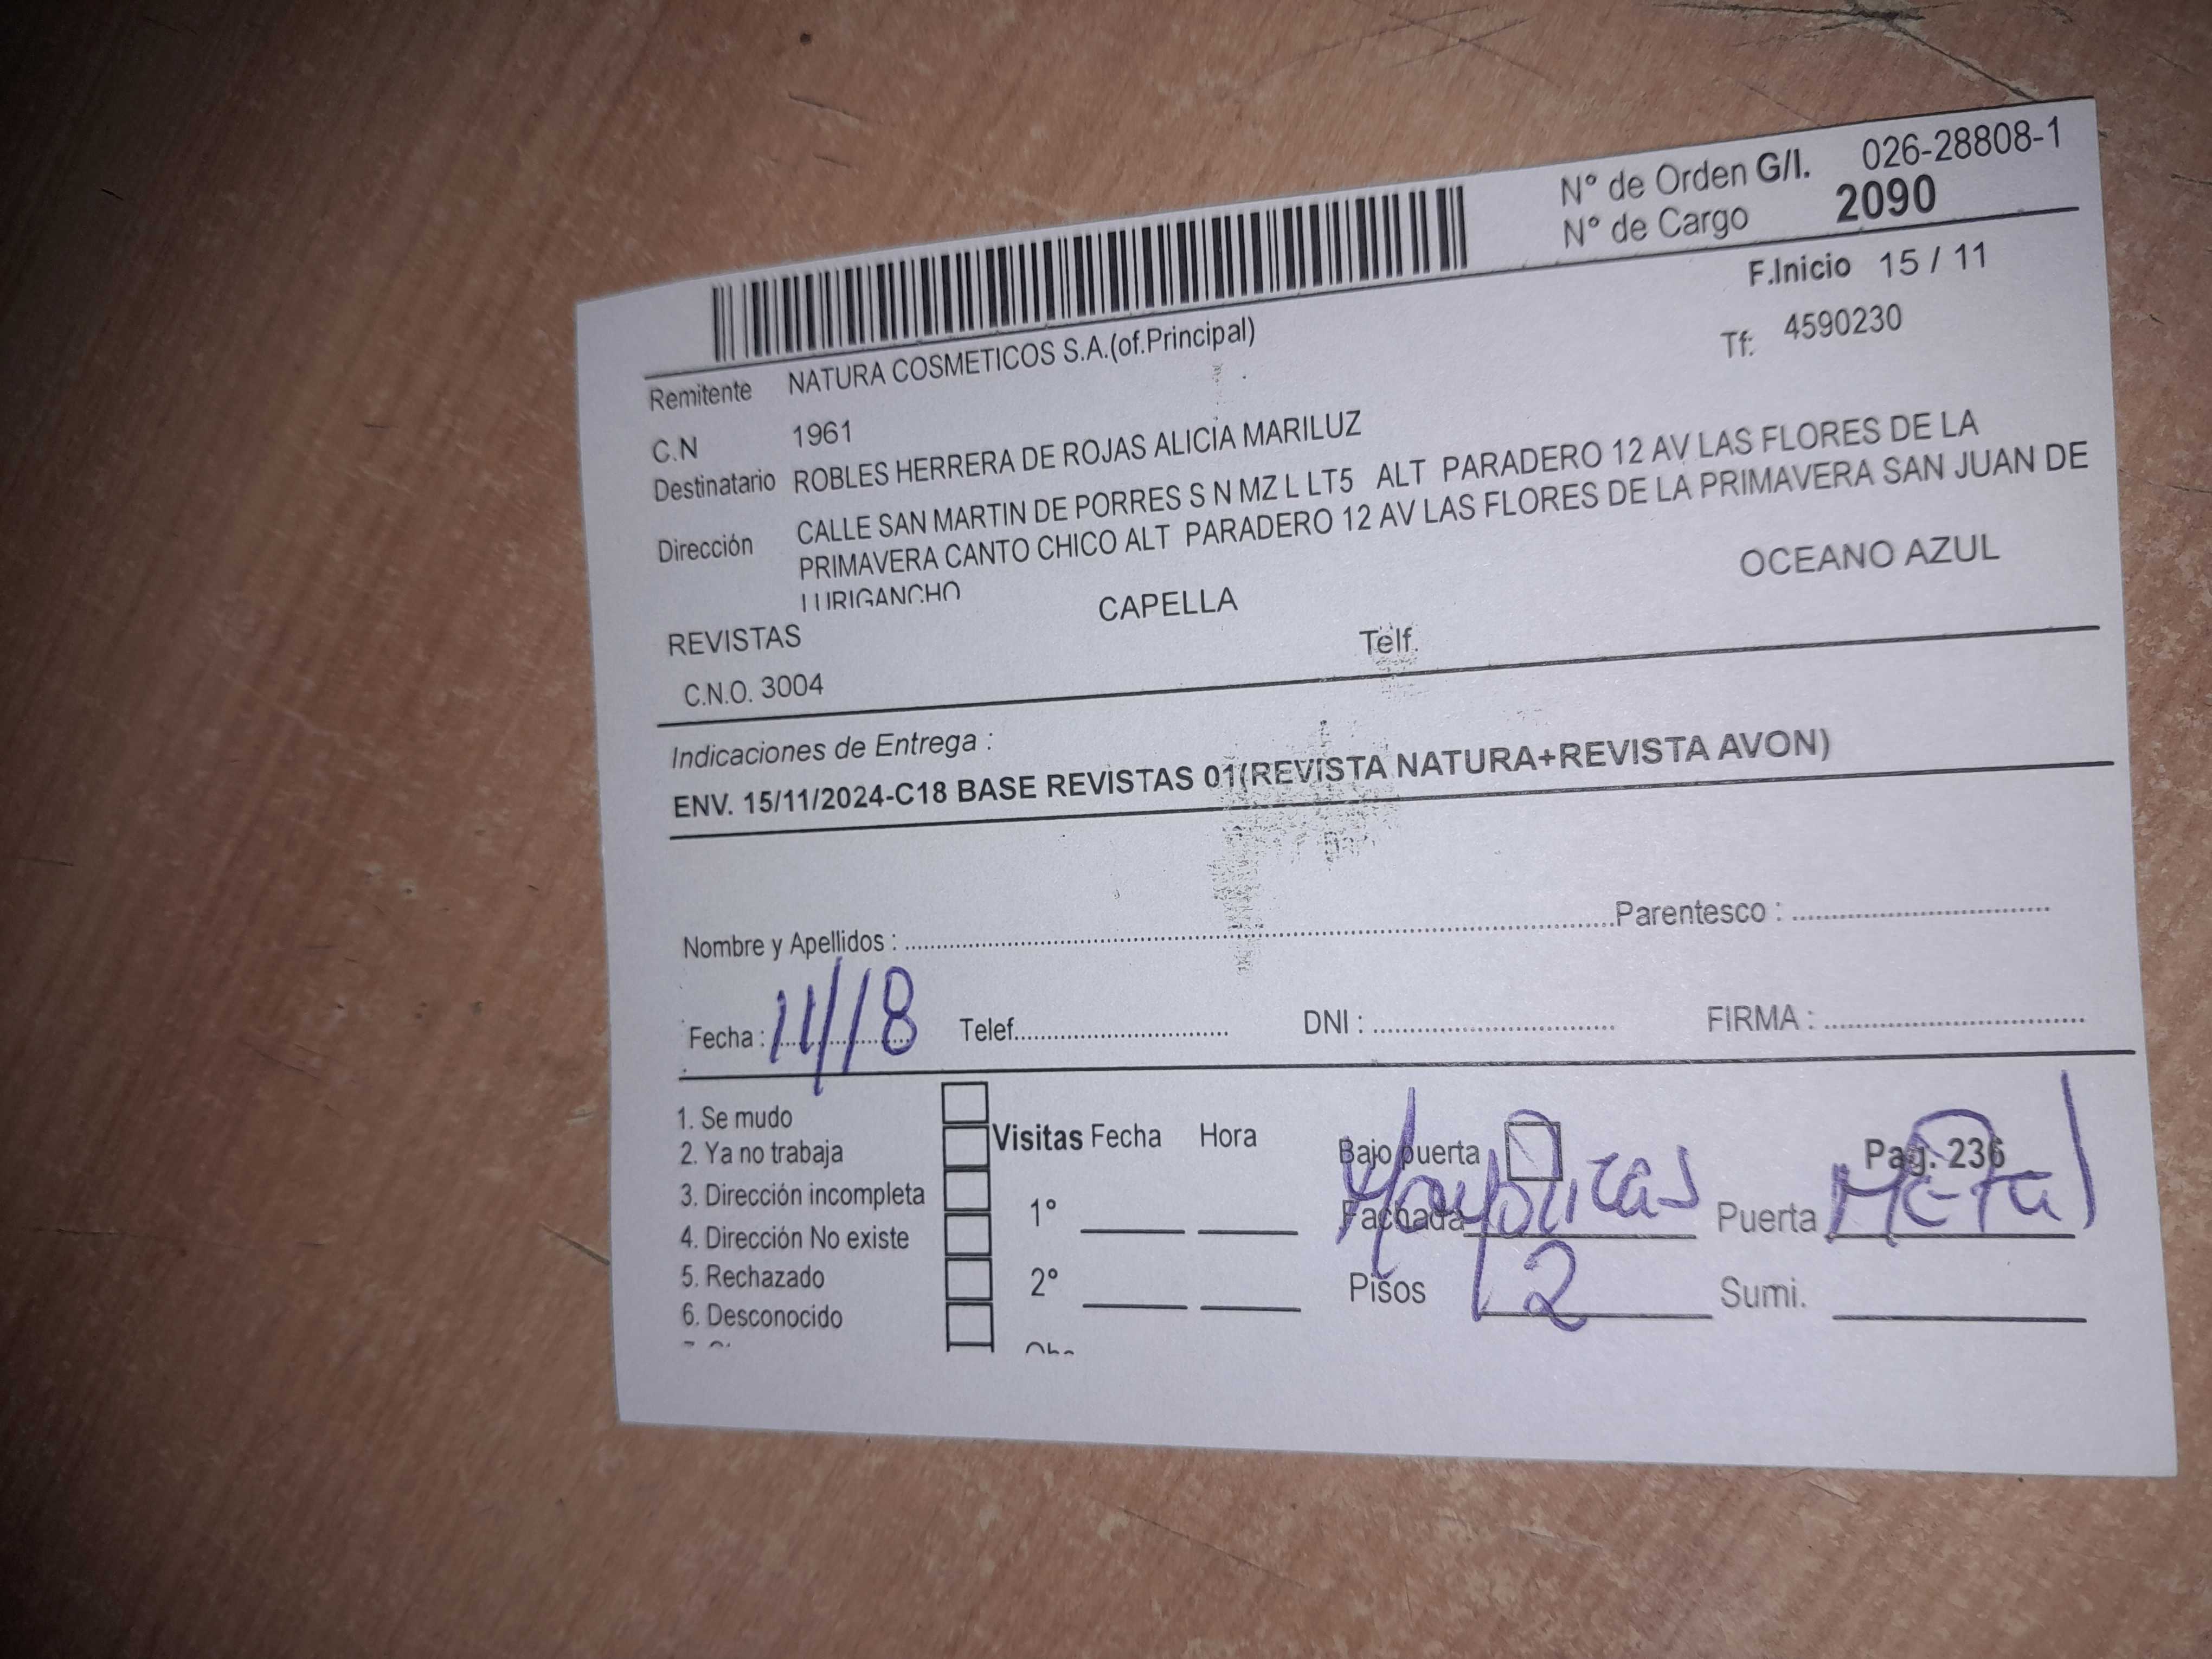 N° de Orden G/I. 026-28808-1
N° de Cargo 2090
F.Inicio 15 / 11
Remitente NATURA COSMETICOS S.A.(of.Principal) Tf: 4590230
C.N 1961
Destinatario ROBLES HERRERA DE ROJAS ALICIA MARILUZ
Dirección CALLE SAN MARTIN DE PORRES S N MZ L LT5 ALT PARADERO 12 AV LAS FLORES DE LA
PRIMAVERA CANTO CHICO ALT PARADERO 12 AV LAS FLORES DE LA PRIMAVERA SAN JUAN DE
LURIGANCHO
REVISTAS CAPELLA OCEANO AZUL
C.N.O. 3004 Telf.
Indicaciones de Entrega :
ENV. 15/11/2024-C18 BASE REVISTAS 01(REVISTA NATURA+REVISTA AVON)
Nombre y Apellidos : Parentesco :
Fecha : 11/18 Telef. DNI : FIRMA :
1. Se mudo
2. Ya no trabaja
3. Dirección incompleta
4. Dirección No existe
5. Rechazado
6. Desconocido
Visitas Fecha Hora
1°
2°
Bajo puerta Pag. 236
Fachada Mayolicas Puerta Metal
Pisos 2 Sumi.